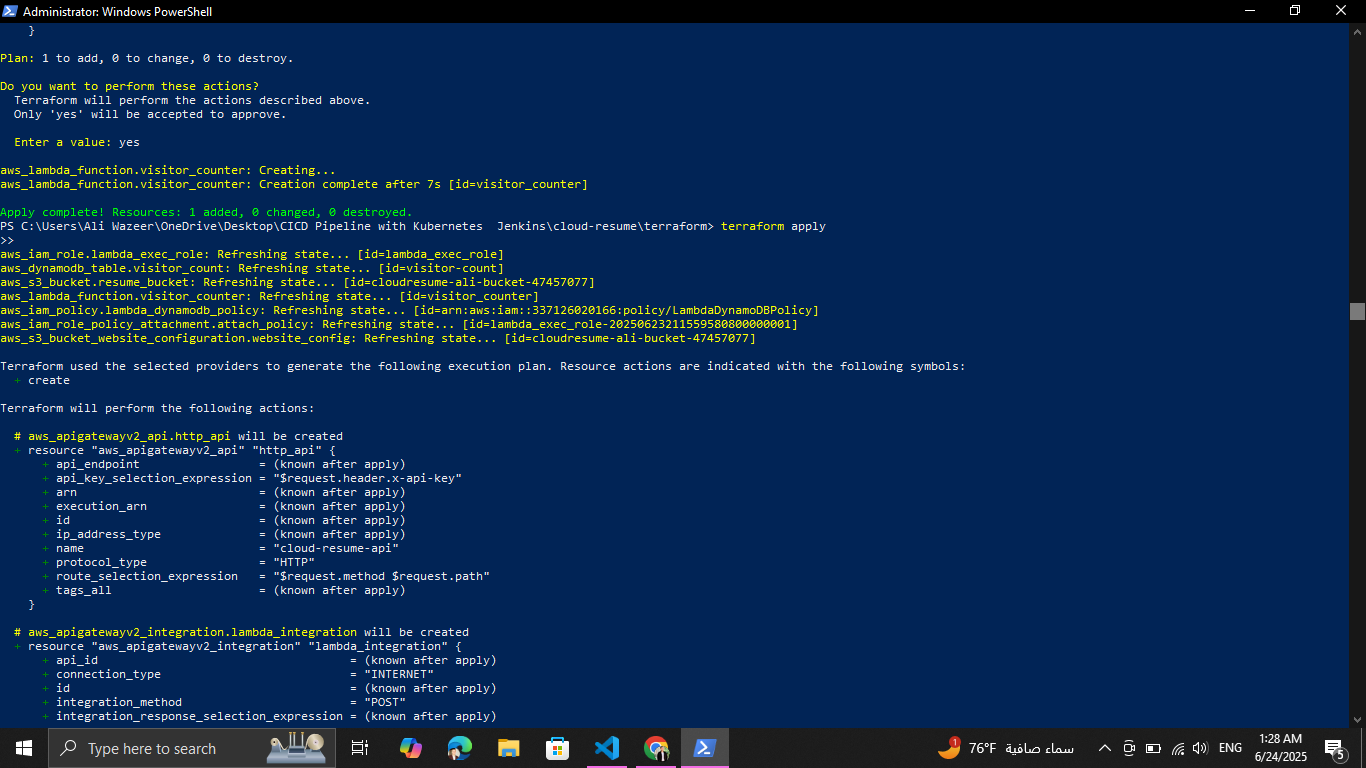 Administrator: Windows PowerShell
    }

Plan: 1 to add, 0 to change, 0 to destroy.

Do you want to perform these actions?
  Terraform will perform the actions described above.
  Only 'yes' will be accepted to approve.

  Enter a value: yes

aws_lambda_function.visitor_counter: Creating...
aws_lambda_function.visitor_counter: Creation complete after 7s [id=visitor_counter]

Apply complete! Resources: 1 added, 0 changed, 0 destroyed.
PS C:\Users\Ali Wazeer\OneDrive\Desktop\CICD Pipeline with Kubernetes  Jenkins\cloud-resume\terraform> terraform apply
>>
aws_iam_role.lambda_exec_role: Refreshing state... [id=lambda_exec_role]
aws_dynamodb_table.visitor_count: Refreshing state... [id=visitor-count]
aws_s3_bucket.resume_bucket: Refreshing state... [id=cloudresume-ali-bucket-47457077]
aws_lambda_function.visitor_counter: Refreshing state... [id=visitor_counter]
aws_iam_policy.lambda_dynamodb_policy: Refreshing state... [id=arn:aws:iam::337126020166:policy/LambdaDynamoDBPolicy]
aws_iam_role_policy_attachment.attach_policy: Refreshing state... [id=lambda_exec_role-20250623211559580800000001]
aws_s3_bucket_website_configuration.website_config: Refreshing state... [id=cloudresume-ali-bucket-47457077]

Terraform used the selected providers to generate the following execution plan. Resource actions are indicated with the following symbols:
  + create

Terraform will perform the following actions:

  # aws_apigatewayv2_api.http_api will be created
  + resource "aws_apigatewayv2_api" "http_api" {
      + api_endpoint                 = (known after apply)
      + api_key_selection_expression = "$request.header.x-api-key"
      + arn                          = (known after apply)
      + execution_arn                = (known after apply)
      + id                           = (known after apply)
      + ip_address_type              = (known after apply)
      + name                         = "cloud-resume-api"
      + protocol_type                = "HTTP"
      + route_selection_expression   = "$request.method $request.path"
      + tags_all                     = (known after apply)
    }

  # aws_apigatewayv2_integration.lambda_integration will be created
  + resource "aws_apigatewayv2_integration" "lambda_integration" {
      + api_id                                    = (known after apply)
      + connection_type                           = "INTERNET"
      + id                                        = (known after apply)
      + integration_method                        = "POST"
      + integration_response_selection_expression = (known after apply)
Type here to search
1
76°F سماء صافية
ENG
1:28 AM
6/24/2025
5